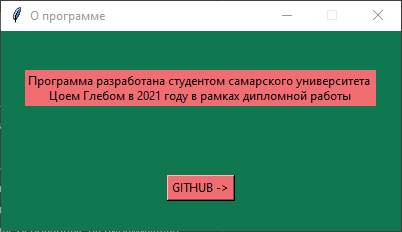 О программе
Программа разработана студентом самарского университета
Цоем Глебом в 2021 году в рамках дипломной работы
GITHUB ->